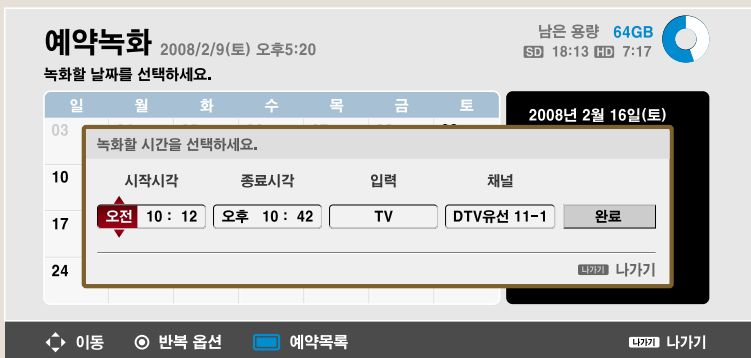 예약녹화 2008/2/9(토) 오후5:20
남은 용량 64GB
SD 18:13 HD 7:17
녹화할 날짜를 선택하세요.
일 월 화 수 목 금 토
2008년 2월 16일(토)
03
녹화할 시간을 선택하세요.
10
시작시각 종료시각 입력 채널
17
오전 10 : 12 오후 10 : 42 TV DTV유선 11-1 완료
24
나가기 나가기
이동 반복 옵션 예약목록 나가기 나가기